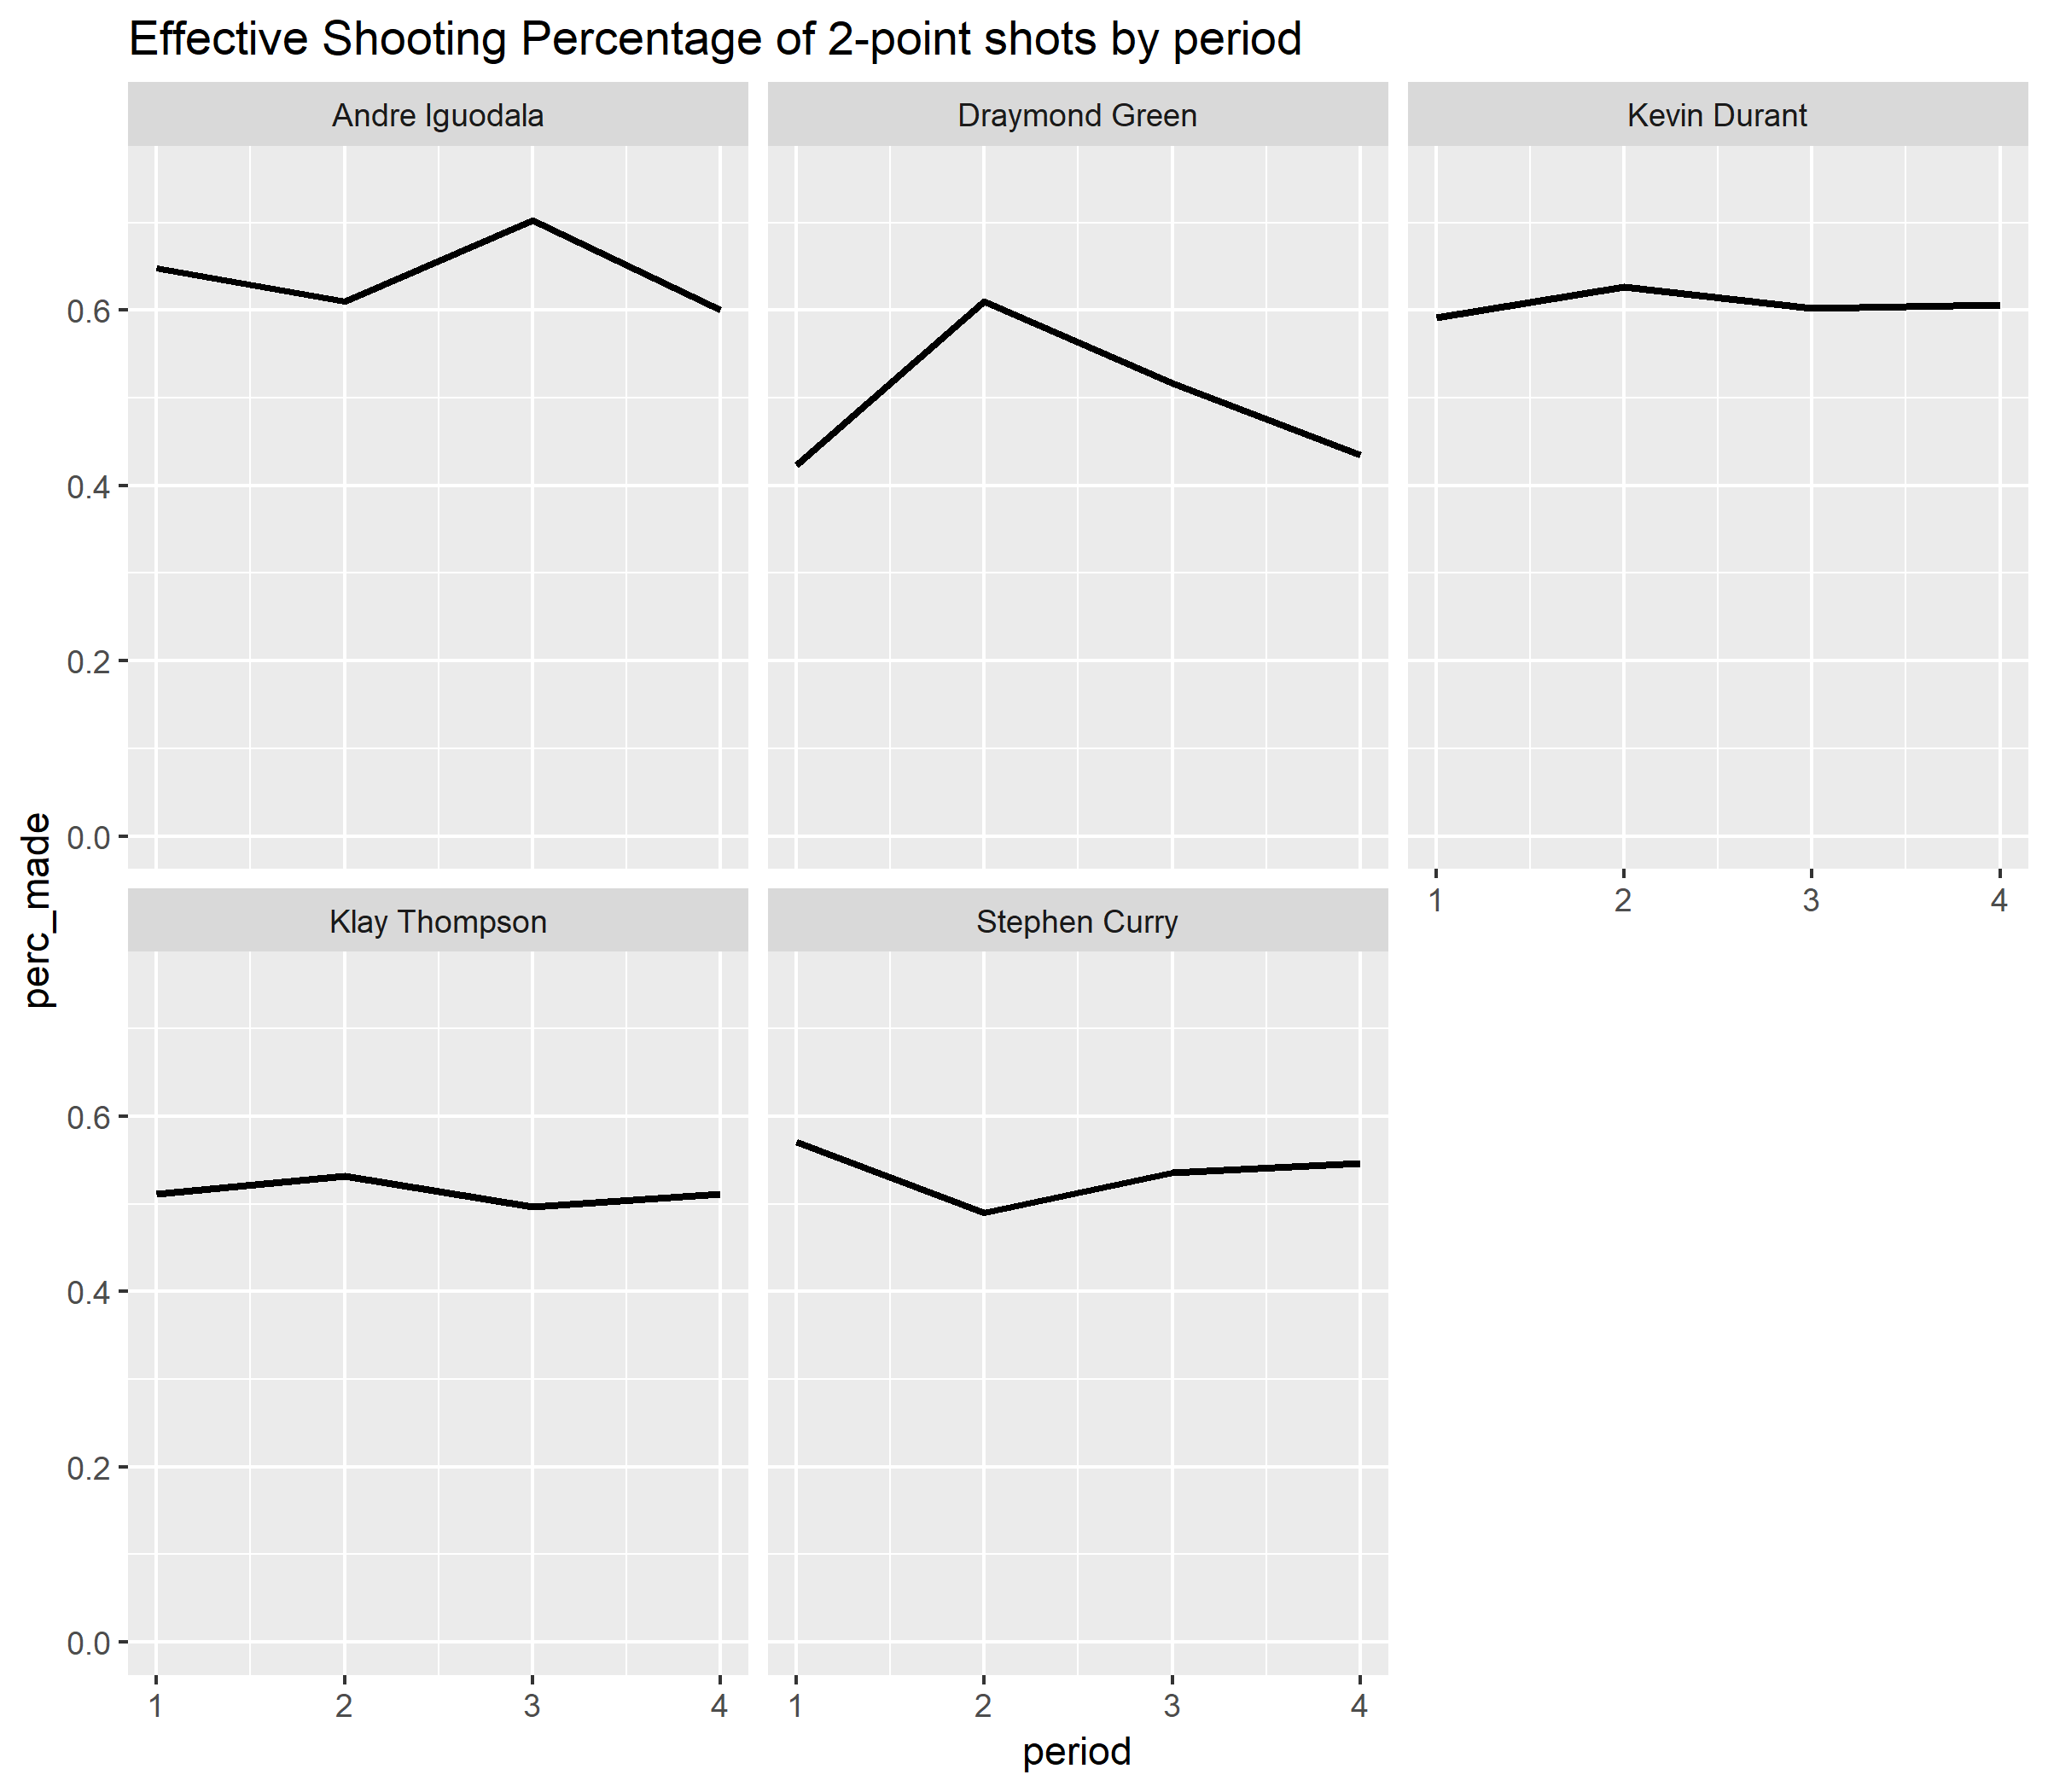 Effective Shooting Percentage of 2-point shots by period
Andre Iguodala
Draymond Green
Kevin Durant
0.6
0.4
0.2
0.0
1 2 3 4
perc_made
Klay Thompson
Stephen Curry
0.6
0.4
0.2
0.0
1 2 3 4
1 2 3 4
period